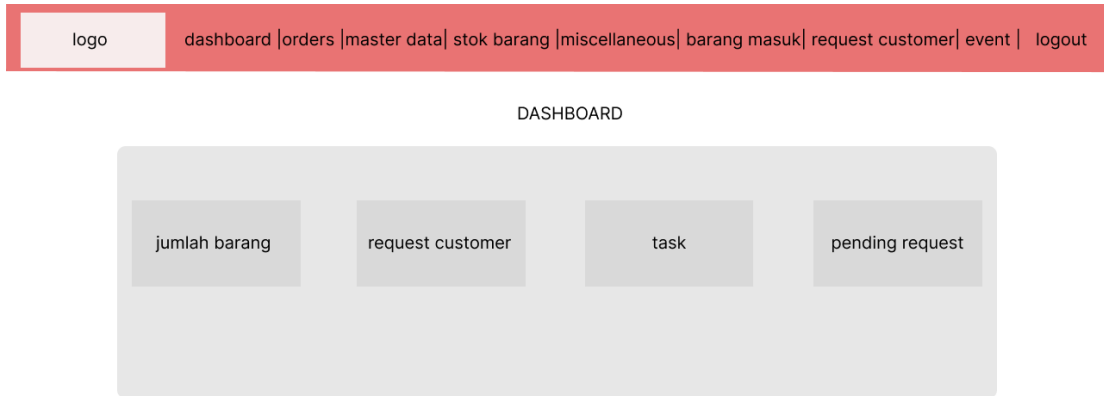 logo dashboard |orders |master data| stok barang |miscellaneous| barang masuk| request customer| event | logout
DASHBOARD
jumlah barang request customer task pending request